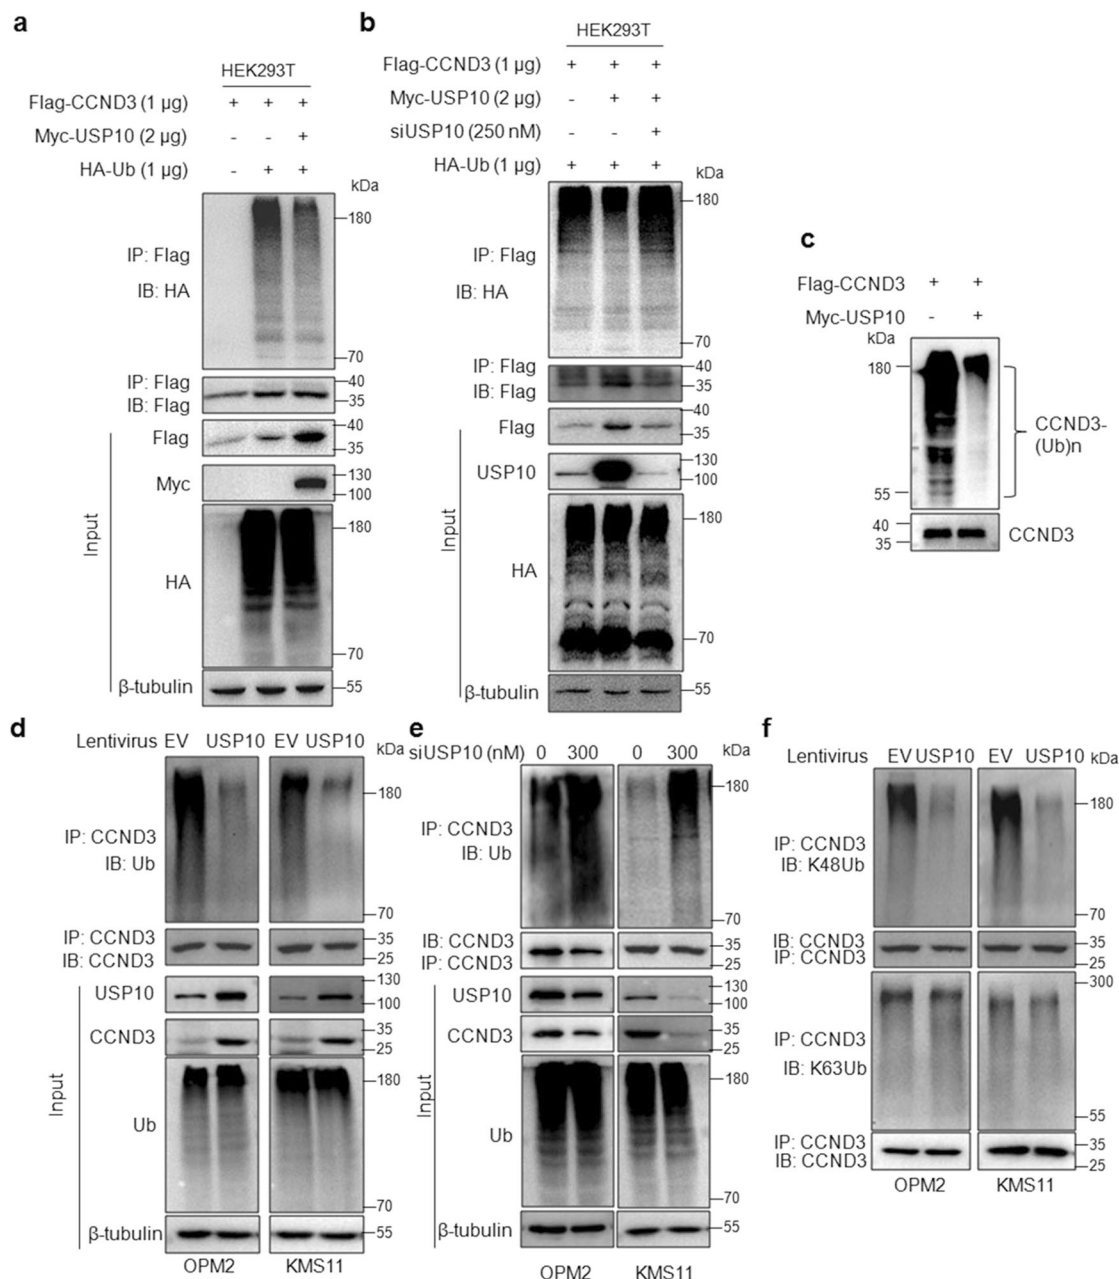 a
HEK293T
Flag-CCND3 (1 µg) + + +
Myc-USP10 (2 µg) - - +
HA-Ub (1 µg) - + +
kDa
180
IP: Flag
IB: HA
70
IP: Flag
IB: Flag
40
35
Flag
40
35
Myc
130
100
Input
HA
180
70
β-tubulin
55
b
HEK293T
Flag-CCND3 (1 µg) + + +
Myc-USP10 (2 µg) - + +
siUSP10 (250 nM) - - +
HA-Ub (1 µg) + + +
kDa
180
IP: Flag
IB: HA
70
IP: Flag
IB: Flag
40
35
Flag
40
35
USP10
130
100
Input
HA
180
70
β-tubulin
55
c
Flag-CCND3 + +
Myc-USP10 - +
kDa
180
CCND3-
(Ub)n
55
40
35
CCND3
d
Lentivirus EV USP10 EV USP10
kDa
180
IP: CCND3
IB: Ub
70
IP: CCND3
IB: CCND3
35
25
USP10
130
100
CCND3
35
25
Input
Ub
180
70
β-tubulin
55
OPM2 KMS11
e
siUSP10 (nM) 0 300 0 300
kDa
180
IP: CCND3
IB: Ub
70
IB: CCND3
IP: CCND3
35
25
USP10
130
100
CCND3
35
25
Input
Ub
180
70
β-tubulin
55
OPM2 KMS11
f
Lentivirus EV USP10 EV USP10
kDa
180
IP: CCND3
IB: K48Ub
70
IB: CCND3
IP: CCND3
35
25
300
IP: CCND3
IB: K63Ub
55
IP: CCND3
IB: CCND3
35
25
OPM2 KMS11